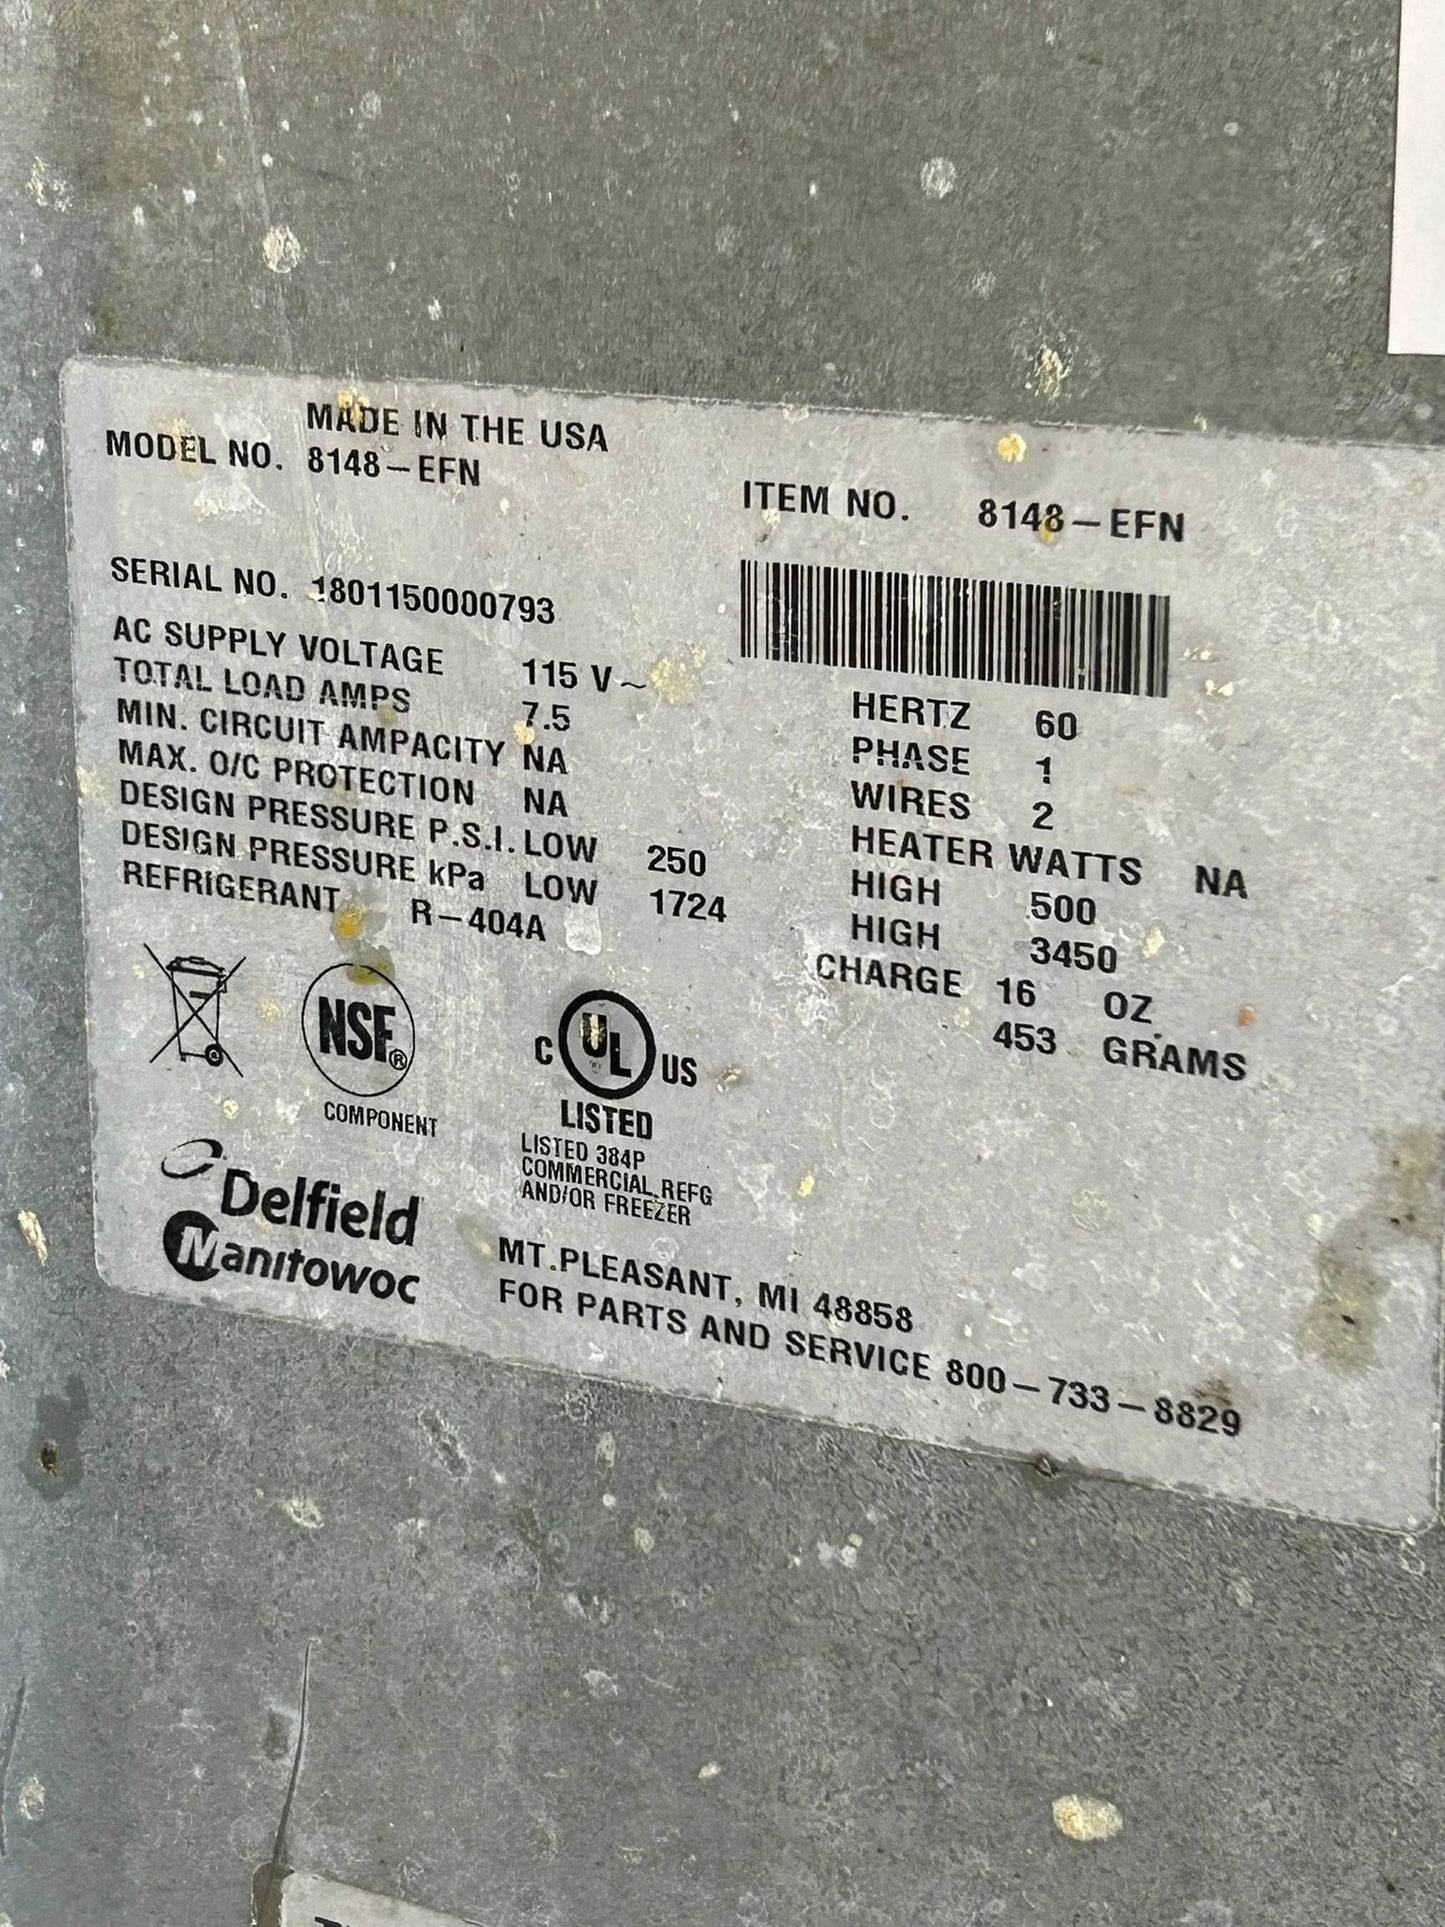 MADE IN THE USA
MODEL NO. 8148-EFN
ITEM NO. 8148-EFN
SERIAL NO. 1801150000793
AC SUPPLY VOLTAGE 115 V~
HERTZ 60
TOTAL LOAD AMPS 7.5
PHASE 1
MIN. CIRCUIT AMPACITY NA
WIRES 2
MAX. O/C PROTECTION NA
HEATER WATTS NA
DESIGN PRESSURE P.S.I. LOW 250
HIGH 500
DESIGN PRESSURE kPa LOW 1724
HIGH 3450
REFRIGERANT R-404A
CHARGE 16 OZ.
453 GRAMS
NSF®
COMPONENT
C UL US
LISTED
LISTED 384P
COMMERCIAL REFG
AND/OR FREEZER
Delfield
Manitowoc
MT.PLEASANT, MI 48858
FOR PARTS AND SERVICE 800-733-8829